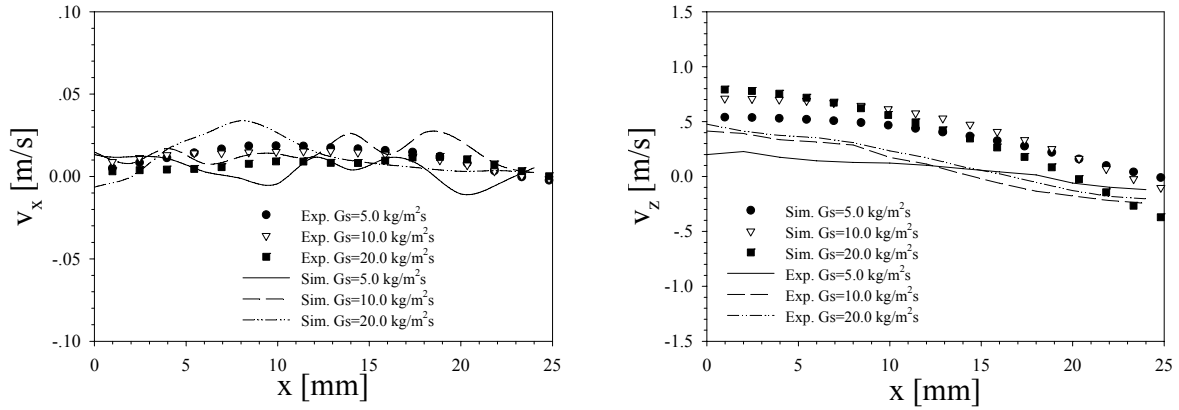 .10
.05
0.00
-.05
-.10
v_x [m/s]
0 5 10 15 20 25
x [mm]
Exp. Gs=5.0 kg/m²s
Exp. Gs=10.0 kg/m²s
Exp. Gs=20.0 kg/m²s
Sim. Gs=5.0 kg/m²s
Sim. Gs=10.0 kg/m²s
Sim. Gs=20.0 kg/m²s
1.5
1.0
.5
0.0
-.5
-1.0
-1.5
v_z [m/s]
0 5 10 15 20 25
x [mm]
Sim. Gs=5.0 kg/m²s
Sim. Gs=10.0 kg/m²s
Sim. Gs=20.0 kg/m²s
Exp. Gs=5.0 kg/m²s
Exp. Gs=10.0 kg/m²s
Exp. Gs=20.0 kg/m²s